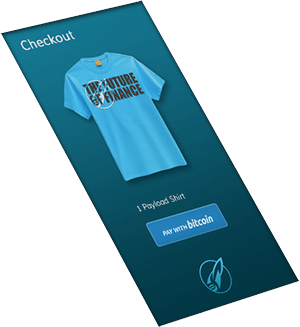 Checkout
THE FUTURE
OF FINANCE
1 Payload Shirt
PAY WITH bitcoin